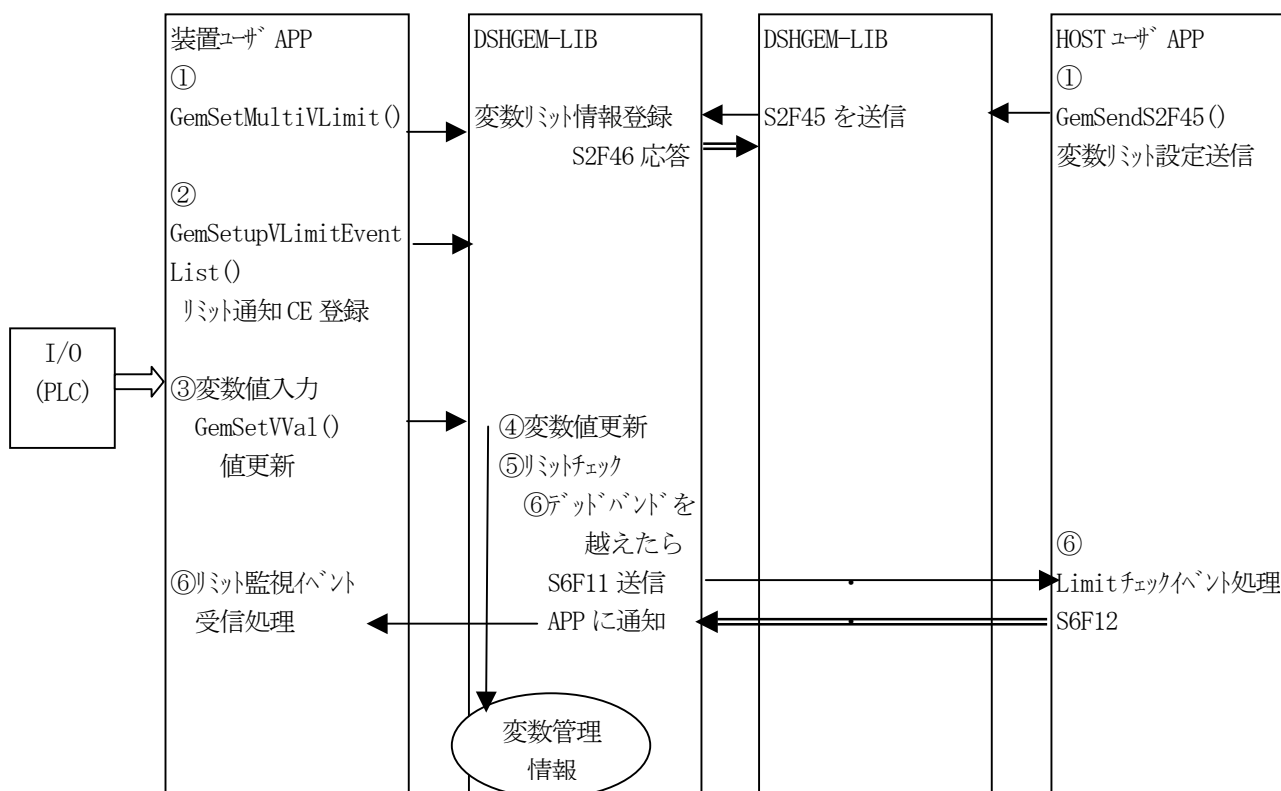 装置ﾕｰｻﾞ APP
①
GemSetMultiVLimit()
②
GemSetupVLimitEvent
List()
ﾘﾐｯﾄ通知 CE 登録
I/O
(PLC)
③変数値入力
GemSetVVal()
値更新
⑥ﾘﾐｯﾄ監視ｲﾍﾞﾝﾄ
受信処理
DSHGEM-LIB
変数ﾘﾐｯﾄ情報登録
S2F46 応答
④変数値更新
⑤ﾘﾐｯﾄﾁｪｯｸ
⑥ﾃﾞｯﾄﾞﾊﾞﾝﾄﾞを
越えたら
S6F11 送信
APP に通知
変数管理
情報
DSHGEM-LIB
S2F45 を送信
HOST ﾕｰｻﾞ APP
①
GemSendS2F45()
変数ﾘﾐｯﾄ設定送信
⑥
Limit ﾁｪｯｸｲﾍﾞﾝﾄ処理
S6F12